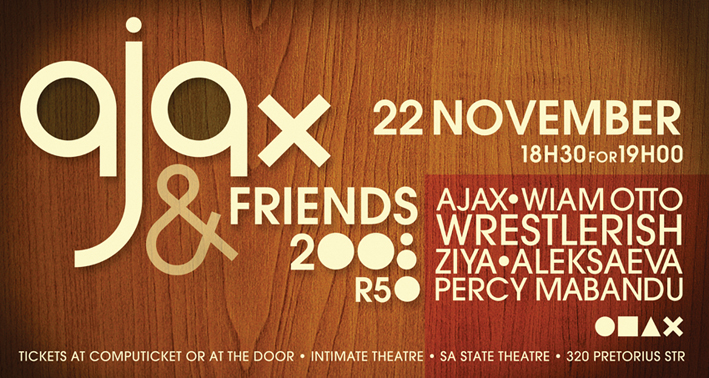 ajax
& FRIENDS
2008
R50
22 NOVEMBER
18H30 FOR 19H00
AJAX•WIAM OTTO
WRESTLERISH
ZIYA•ALEKSAEVA
PERCY MABANDU
TICKETS AT COMPUTICKET OR AT THE DOOR • INTIMATE THEATRE • SA STATE THEATRE • 320 PRETORIUS STR